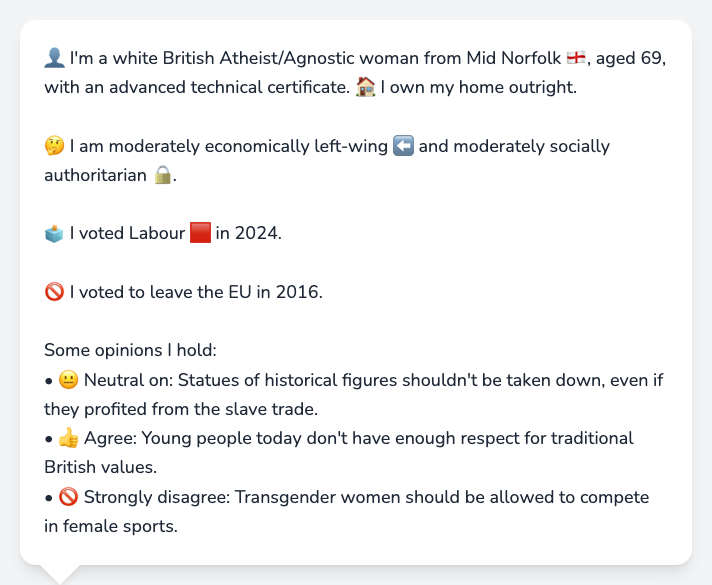 👤 I'm a white British Atheist/Agnostic woman from Mid Norfolk 🏴󠁧󠁢󠁥󠁮󠁧󠁿, aged 69,
with an advanced technical certificate. 🏠 I own my home outright.
🤔 I am moderately economically left-wing ⬅️ and moderately socially
authoritarian 🔒.
🗳️ I voted Labour 🟥 in 2024.
🚫 I voted to leave the EU in 2016.
Some opinions I hold:
• 😐 Neutral on: Statues of historical figures shouldn't be taken down, even if
they profited from the slave trade.
• 👍 Agree: Young people today don't have enough respect for traditional
British values.
• 🚫 Strongly disagree: Transgender women should be allowed to compete
in female sports.